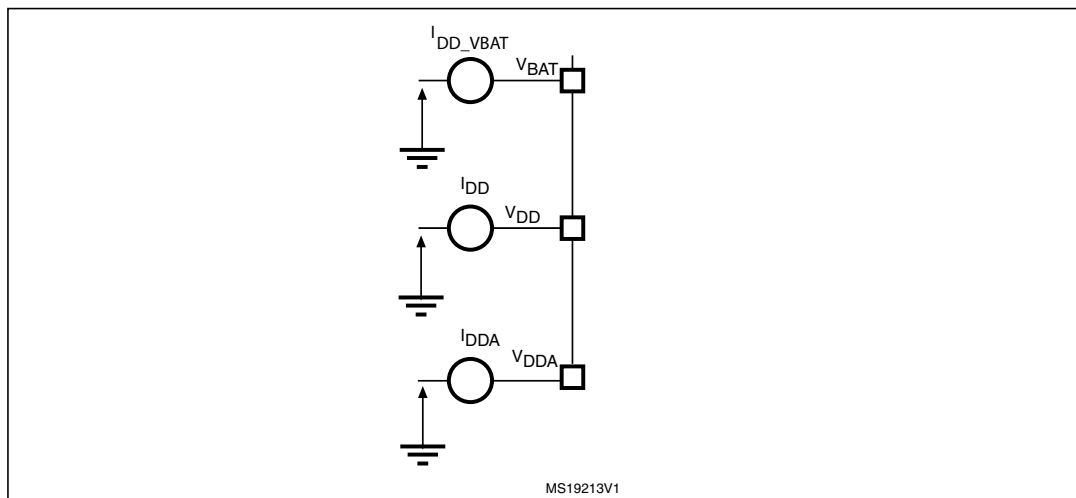 I_DD_VBAT
V_BAT
I_DD
V_DD
I_DDA
V_DDA
MS19213V1